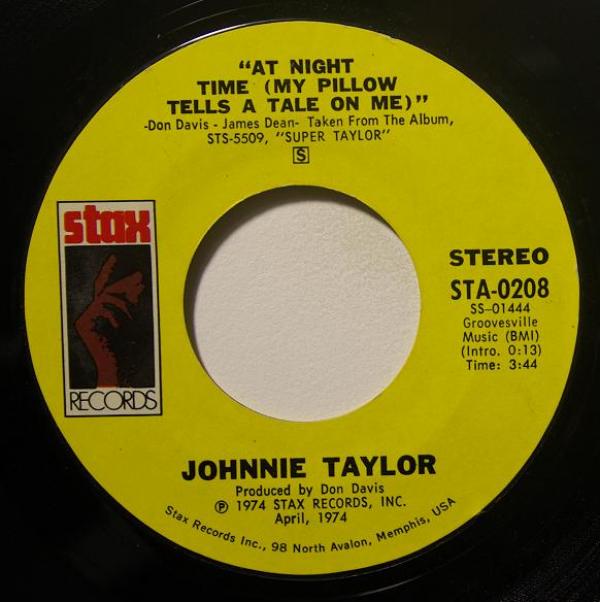 "AT NIGHT
TIME (MY PILLOW
TELLS A TALE ON ME)"
-Don Davis - James Dean- Taken From The Album,
STS-5509, "SUPER TAYLOR"
S
stax
RECORDS
STEREO
STA-0208
SS-01444
Groovesville
Music (BMI)
(Intro. 0:13)
Time: 3:44
JOHNNIE TAYLOR
Produced by Don Davis
℗ 1974 STAX RECORDS, INC.
April, 1974
Stax Records Inc., 98 North Avalon, Memphis, USA